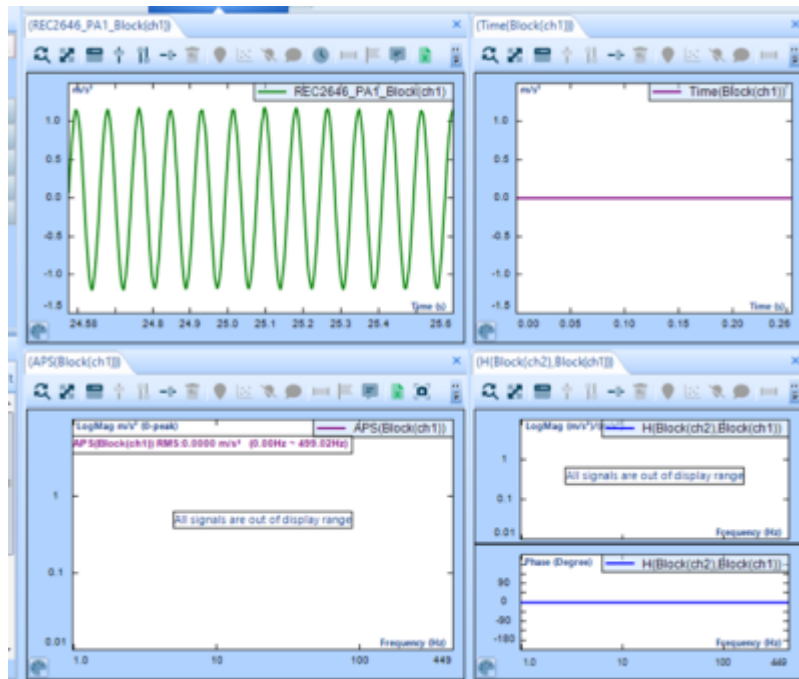 (REC2646_PA1_Block(ch1))
m/s²
REC2646_PA1_Block(ch1)
1.0
0.5
0.0
-0.5
-1.0
-1.5
Time (s)
24.58 24.8 24.9 25.0 25.1 25.2 25.3 25.4 25.6
(Time(Block(ch1)))
m/s²
Time(Block(ch1))
1.0
0.5
0.0
-0.5
-1.0
-1.5
Time (s)
0.00 0.05 0.10 0.15 0.20 0.26
(APS(Block(ch1)))
LogMag m/s² (0-peak)
APS(Block(ch1))
APS(Block(ch1)) RMS:0.0000 m/s² (0.00Hz ~ 499.02Hz)
1
All signals are out of display range
0.1
0.01
Frequency (Hz)
1.0 10 100 449
(H(Block(ch2),Block(ch1)))
H(Block(ch2),Block(ch1))
1
All signals are out of display range
0.1
0.01
Frequency (Hz)
Phase (Degree)
H(Block(ch2),Block(ch1))
90
0
-90
-180
Frequency (Hz)
1.0 10 100 449